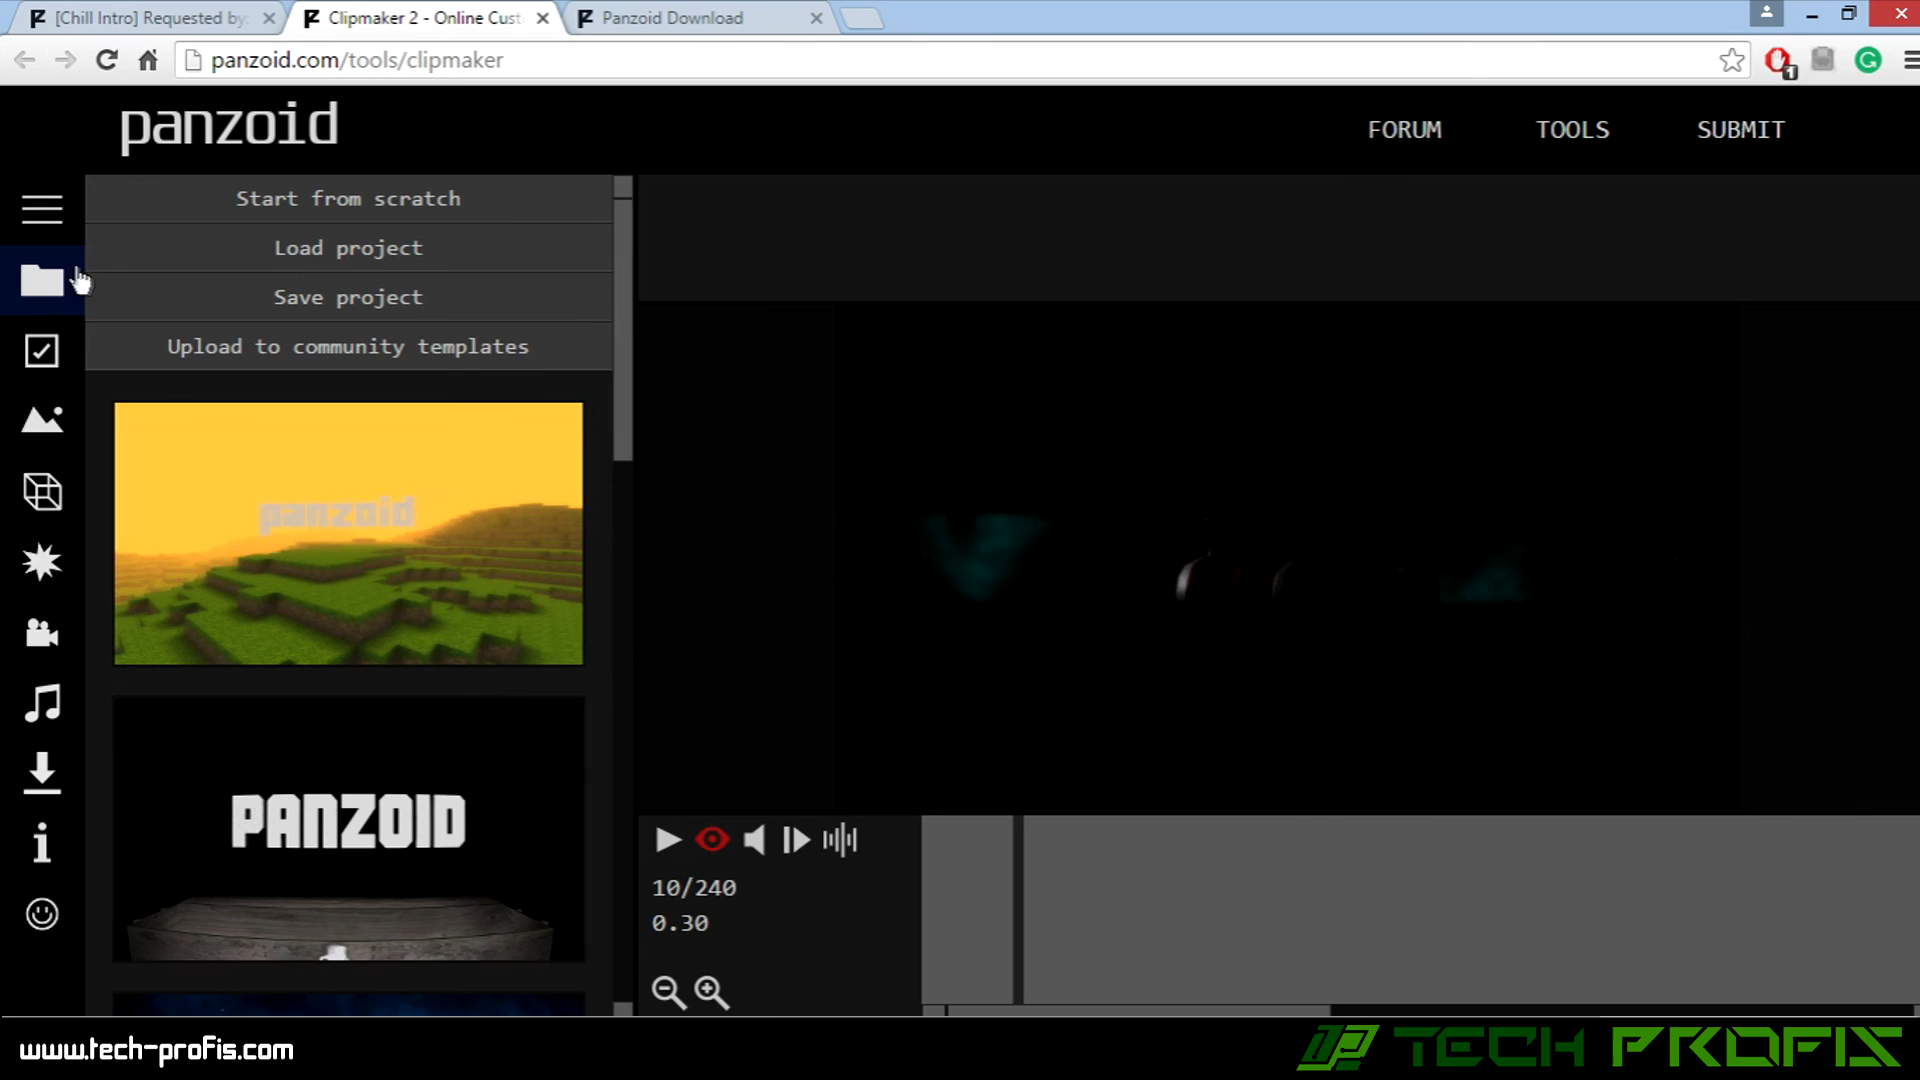 [Chill Intro] Requested by:
Clipmaker 2 - Online Cust
Panzoid Download
panzoid.com/tools/clipmaker
1
G
panzoid
FORUM
TOOLS
SUBMIT
Start from scratch
Load project
Save project
Upload to community templates
panzoid
PANZOID
10/240
0.30
www.tech-profis.com
TECH PROFIS